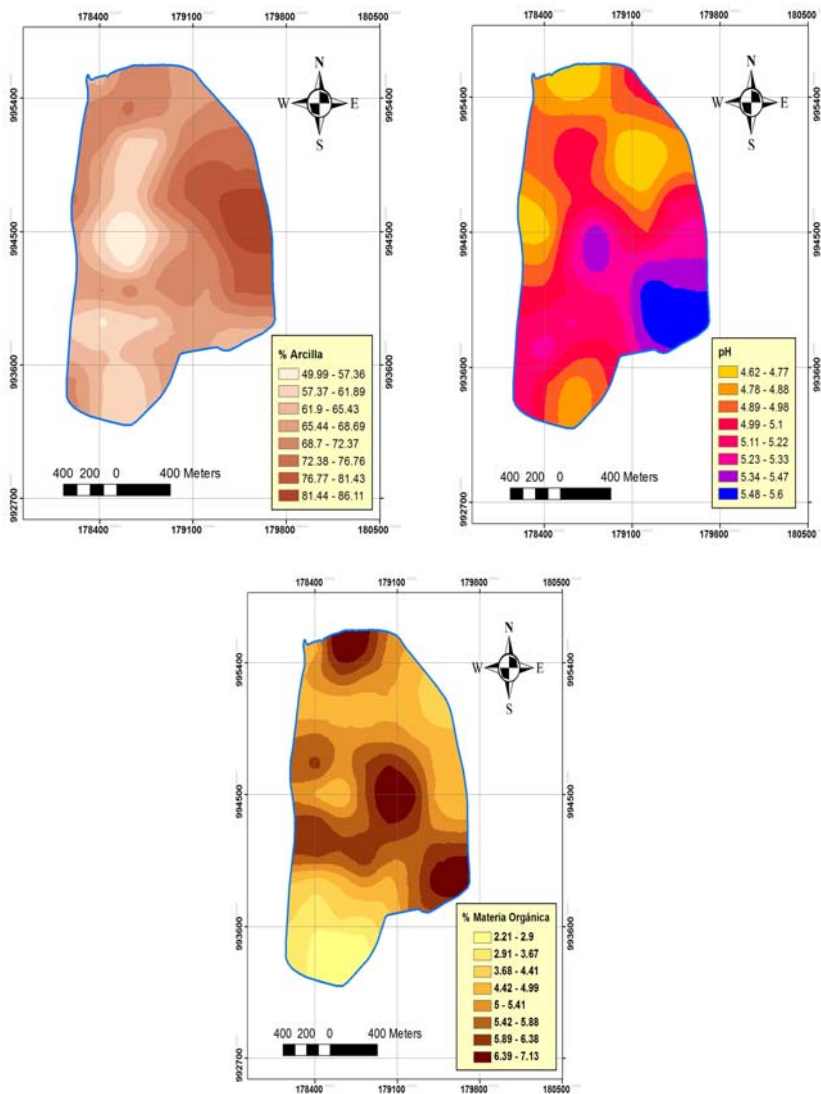 178400 179100 179800 180500
995400
994500
993600
992700
N
W E
S
% Arcilla
49.99 - 57.36
57.37 - 61.89
61.9 - 65.43
65.44 - 68.69
68.7 - 72.37
72.38 - 76.76
76.77 - 81.43
81.44 - 86.11
400 200 0 400 Meters
995400
994500
993600
992700
178400 179100 179800 180500
178400 179100 179800 180500
995400
994500
993600
992700
N
W E
S
pH
4.62 - 4.77
4.78 - 4.88
4.89 - 4.98
4.99 - 5.1
5.11 - 5.22
5.23 - 5.33
5.34 - 5.47
5.48 - 5.6
400 200 0 400 Meters
995400
994500
993600
992700
178400 179100 179800 180500
178400 179100 179800 180500
995400
994500
993600
992700
N
W E
S
% Materia Orgánica
2.21 - 2.9
2.91 - 3.67
3.68 - 4.41
4.42 - 4.99
5 - 5.41
5.42 - 5.88
5.89 - 6.38
6.39 - 7.13
400 200 0 400 Meters
995400
994500
993600
992700
178400 179100 179800 180500